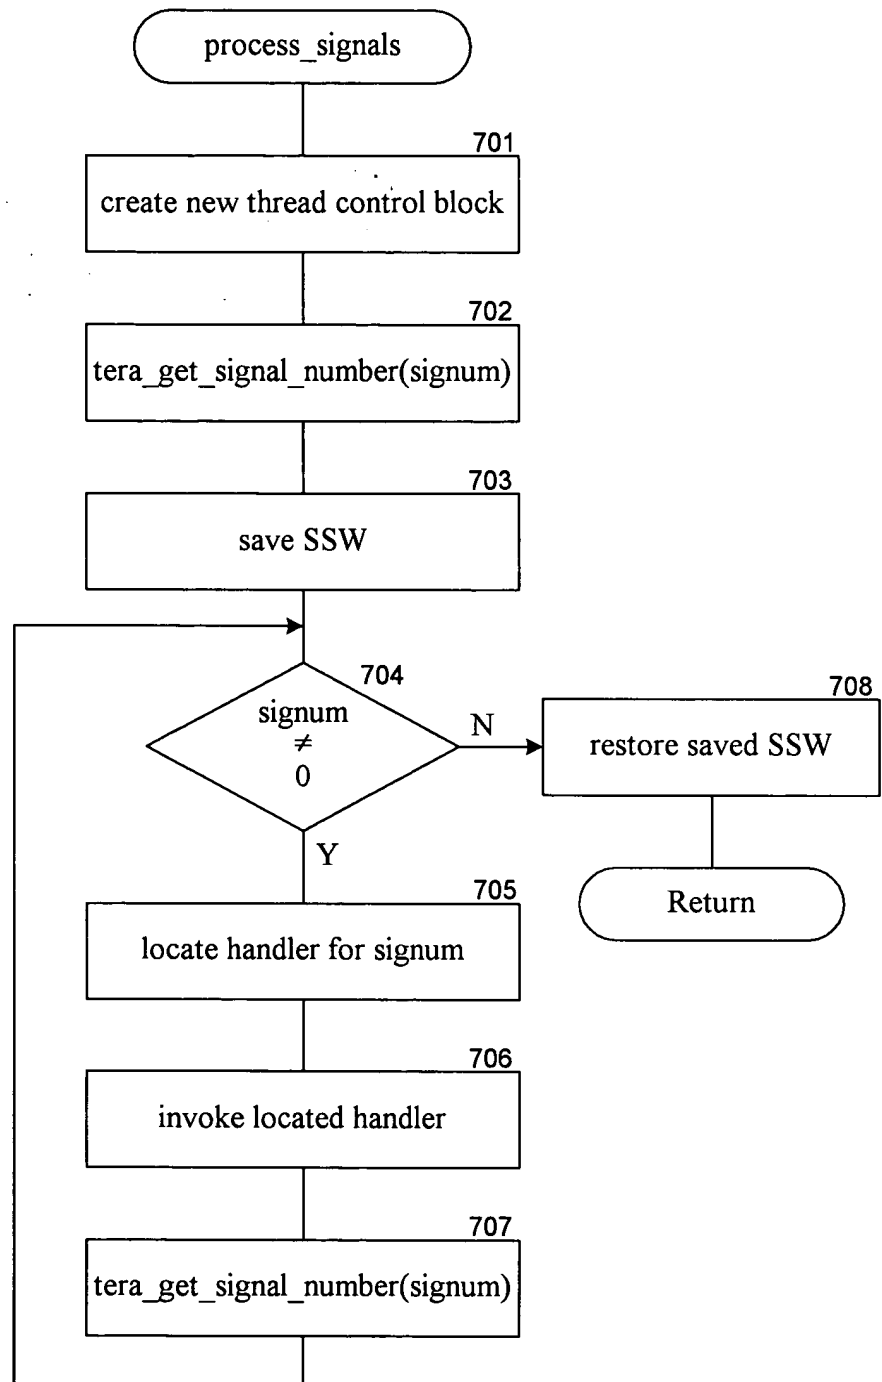 process_signals
701
create new thread control block
702
tera_get_signal_number(signum)
703
save SSW
704
signum
≠
0
N
708
restore saved SSW
Y
Return
705
locate handler for signum
706
invoke located handler
707
tera_get_signal_number(signum)